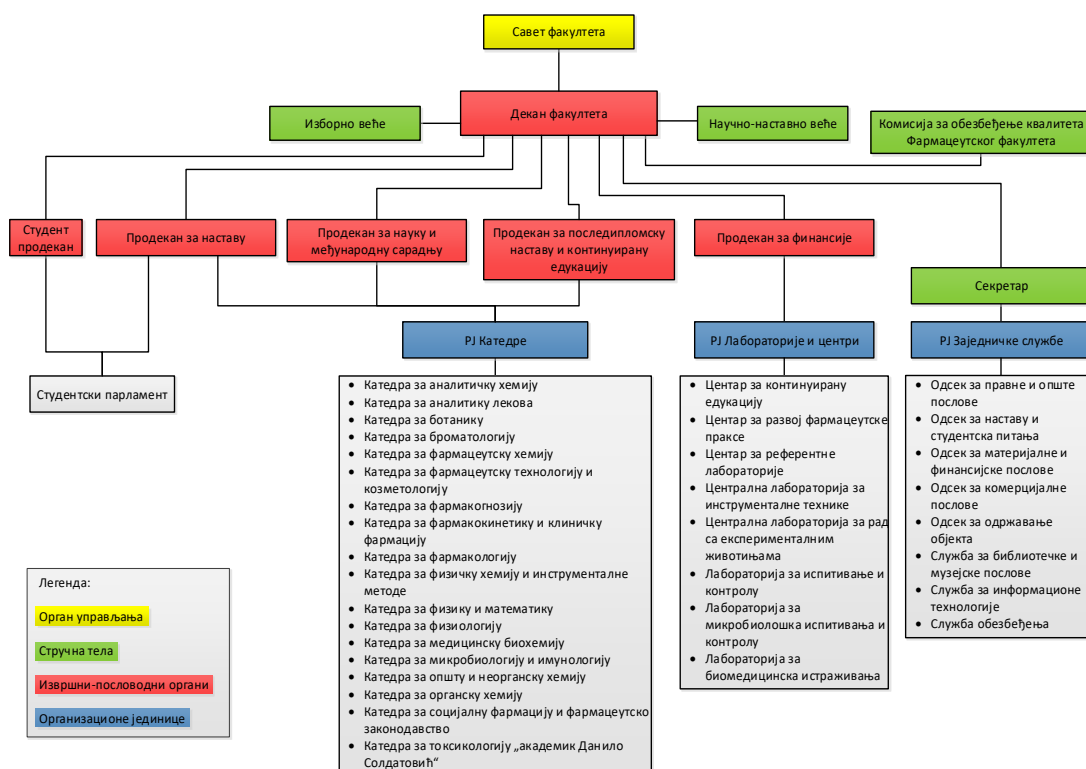 Савет факултета
Декан факултета
Изборно веће
Научно-наставно веће
Комисија за обезбеђење квалитета
Фармацеутског факултета
Студент
продекан
Продекан за наставу
Продекан за науку и
међународну сарадњу
Продекан за последипломску
наставу и континуирану
едукацију
Продекан за финансије
Секретар
РЈ Катедре
РЈ Лабораторије и центри
РЈ Заједничке службе
Студентски парламент
• Катедра за аналитичку хемију
• Катедра за аналитику лекова
• Катедра за ботанику
• Катедра за броматологију
• Катедра за фармацеутску хемију
• Катедра за фармацеутску технологију и
козметологију
• Катедра за фармакогнозију
• Катедра за фармакокинетику и клиничку
фармацију
• Катедра за фармакологију
• Катедра за физичку хемију и инструменталне
методе
• Катедра за физику и математику
• Катедра за физиологију
• Катедра за медицинску биохемију
• Катедра за микробиологију и имунологију
• Катедра за општу и неорганску хемију
• Катедра за органску хемију
• Катедра за социјалну фармацију и фармацеутско
законодавство
• Катедра за токсикологију „академик Данило
Солдатовић“
• Центар за континуирану
едукацију
• Центар за развој фармацеутске
праксе
• Центар за референтне
лабораторије
• Централна лабораторија за
инструменталне технике
• Централна лабораторија за рад
са експерименталним
животињама
• Лабораторија за испитивање и
контролу
• Лабораторија за
микробиолошка испитивања и
контролу
• Лабораторија за
биомедицинска истраживања
• Одсек за правне и опште
послове
• Одсек за наставу и
студентска питања
• Одсек за материјалне и
финансијске послове
• Одсек за комерцијалне
послове
• Одсек за одржавање
објекта
• Служба за библиотечке и
музејске послове
• Служба за информационе
технологије
• Служба обезбеђења
Легенда:
Орган управљања
Стручна тела
Извршни-пословодни органи
Организационе јединице